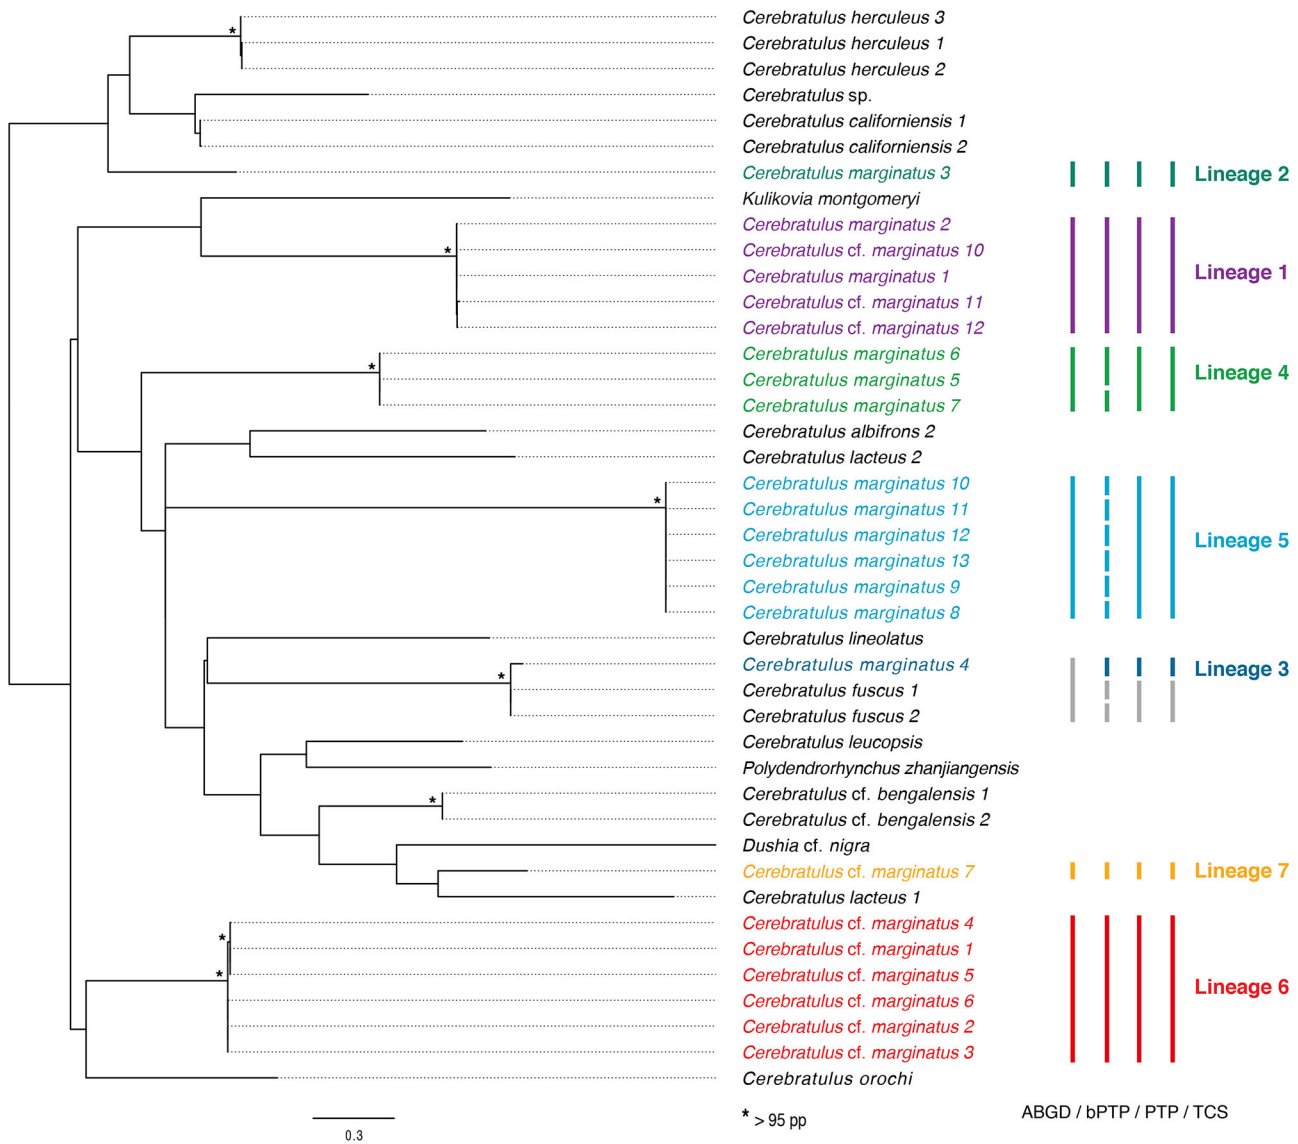 *
Cerebratulus herculeus 3
Cerebratulus herculeus 1
Cerebratulus herculeus 2
Cerebratulus sp.
Cerebratulus californiensis 1
Cerebratulus californiensis 2
Cerebratulus marginatus 3 Lineage 2
Kulikovia montgomeryi
Cerebratulus marginatus 2
* Cerebratulus cf. marginatus 10
Cerebratulus marginatus 1 Lineage 1
Cerebratulus cf. marginatus 11
Cerebratulus cf. marginatus 12
Cerebratulus marginatus 6
* Cerebratulus marginatus 5 Lineage 4
Cerebratulus marginatus 7
Cerebratulus albifrons 2
Cerebratulus lacteus 2
Cerebratulus marginatus 10
* Cerebratulus marginatus 11
Cerebratulus marginatus 12 Lineage 5
Cerebratulus marginatus 13
Cerebratulus marginatus 9
Cerebratulus marginatus 8
Cerebratulus lineolatus
Cerebratulus marginatus 4 Lineage 3
* Cerebratulus fuscus 1
Cerebratulus fuscus 2
Cerebratulus leucopsis
Polydendrorhynchus zhanjiangensis
* Cerebratulus cf. bengalensis 1
Cerebratulus cf. bengalensis 2
Dushia cf. nigra
Cerebratulus cf. marginatus 7 Lineage 7
Cerebratulus lacteus 1
Cerebratulus cf. marginatus 4
* Cerebratulus cf. marginatus 1
* Cerebratulus cf. marginatus 5 Lineage 6
Cerebratulus cf. marginatus 6
Cerebratulus cf. marginatus 2
Cerebratulus cf. marginatus 3
Cerebratulus orochi
0.3 * > 95 pp ABGD / bPTP / PTP / TCS